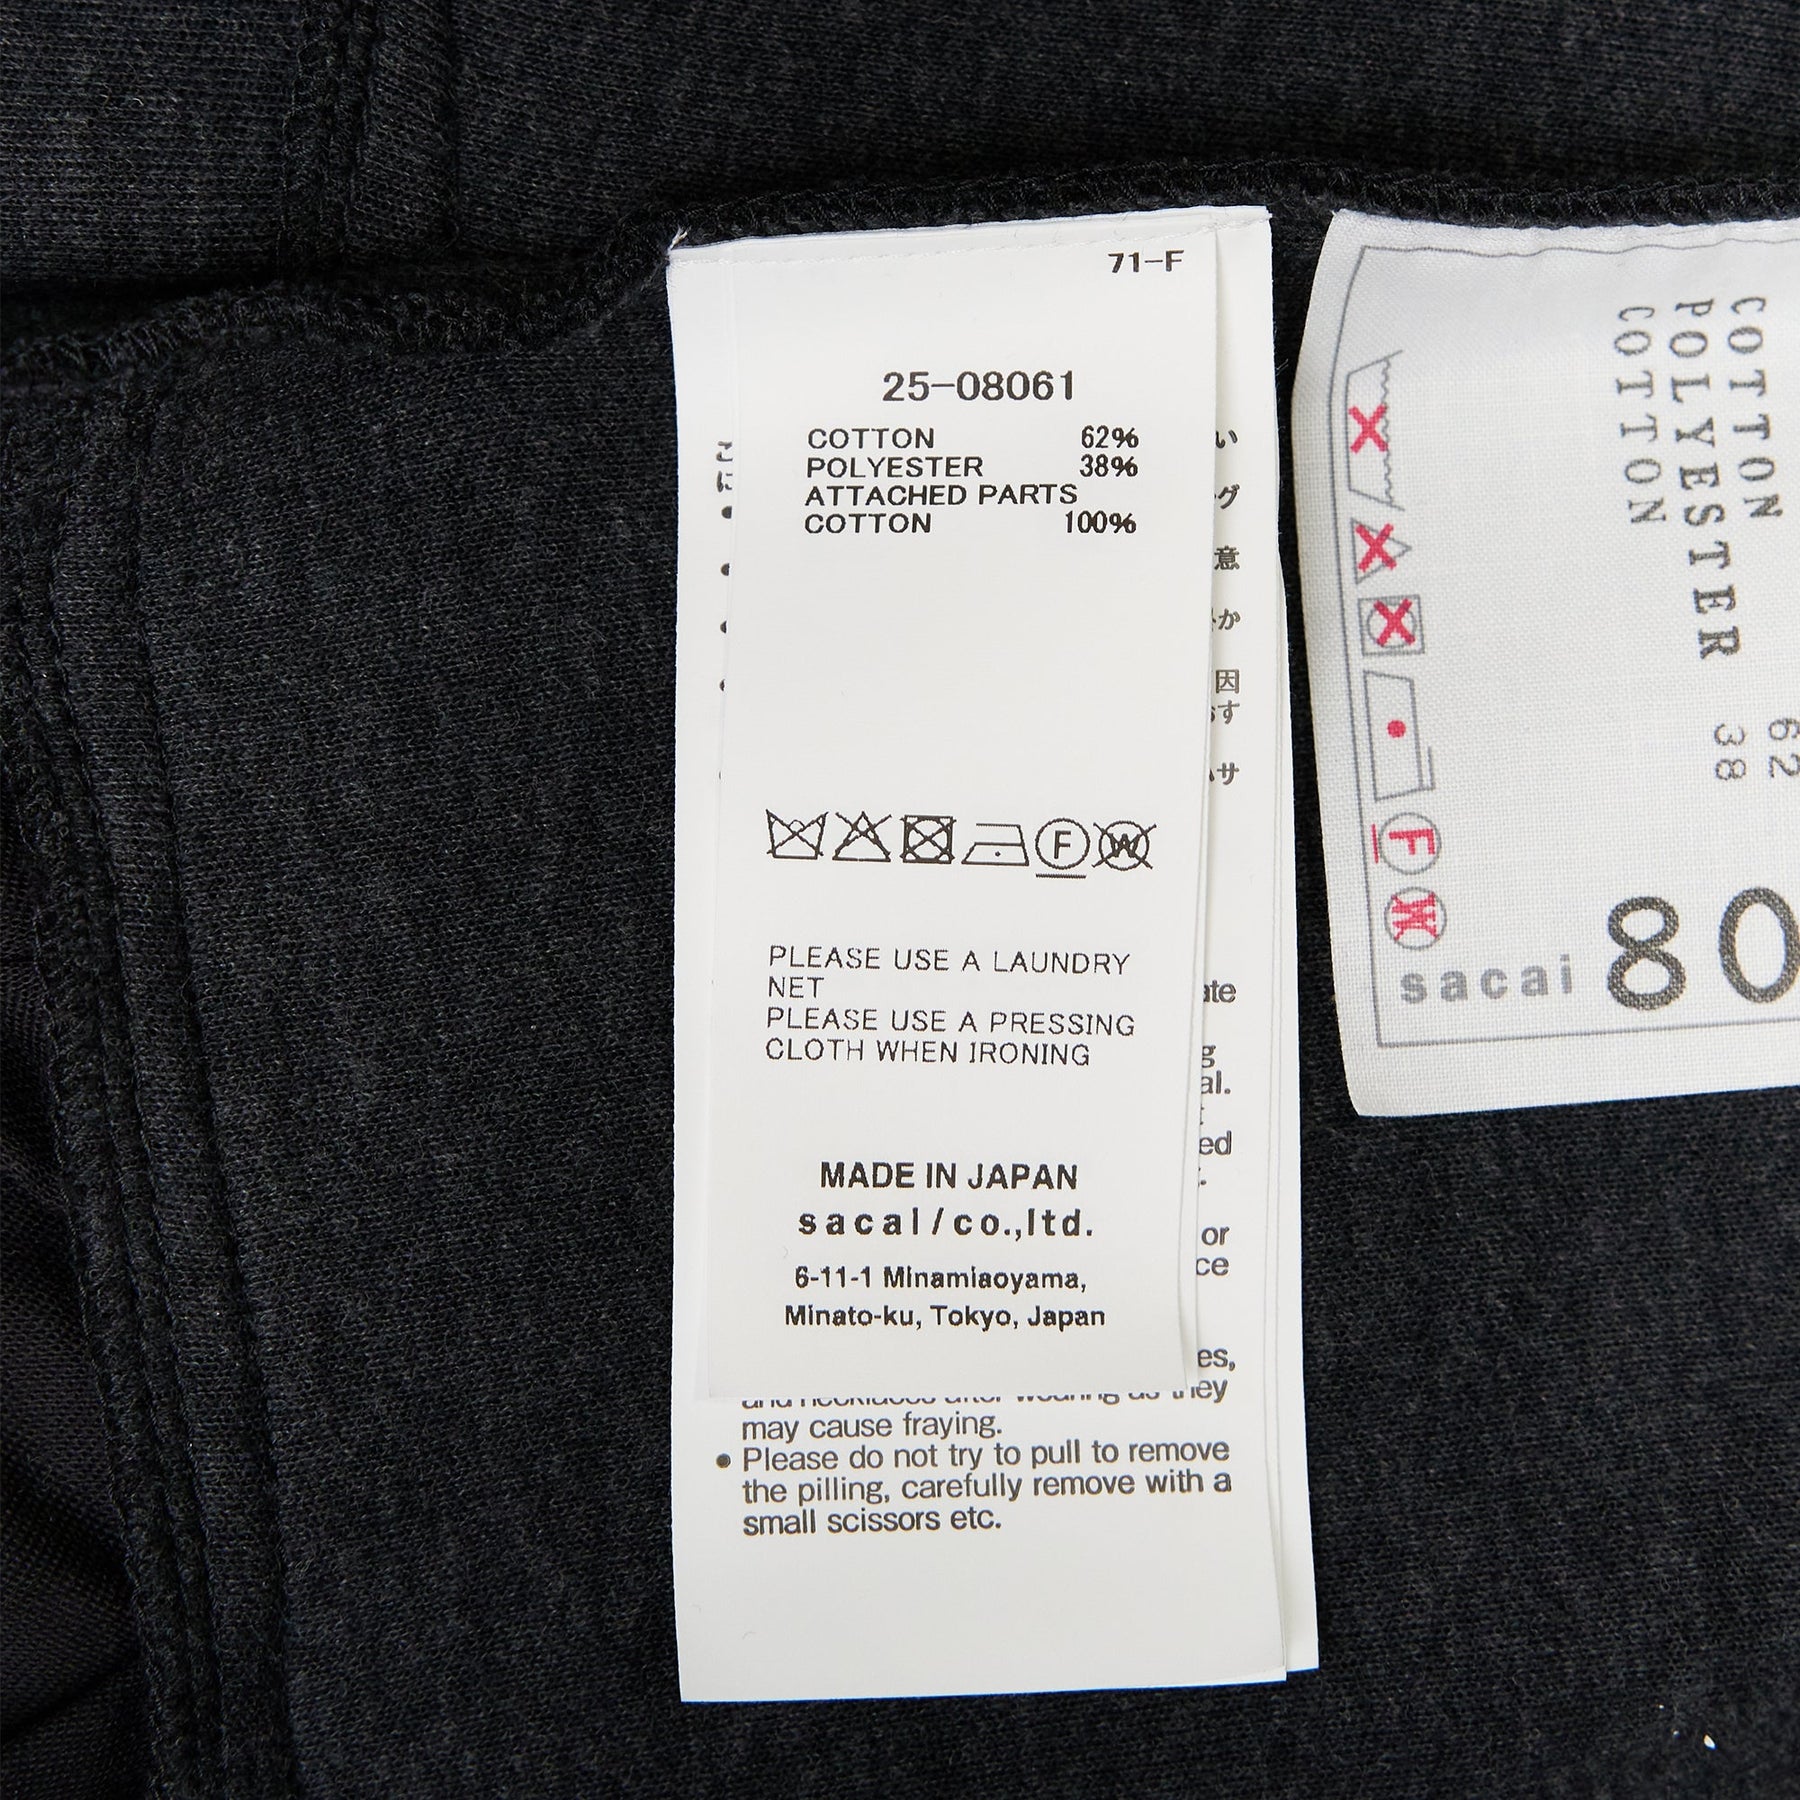 71-F
25-08061
COTTON 62%
POLYESTER 38%
ATTACHED PARTS
COTTON 100%
F W
PLEASE USE A LAUNDRY
NET
PLEASE USE A PRESSING
CLOTH WHEN IRONING
MADE IN JAPAN
sacai/co.,ltd.
6-11-1 Minamiaoyama,
Minato-ku, Tokyo, Japan
may cause fraying.
• Please do not try to pull to remove
the pilling, carefully remove with a
small scissors etc.
COTTON 62
POLYESTER 38
COTTON
F W
sacai